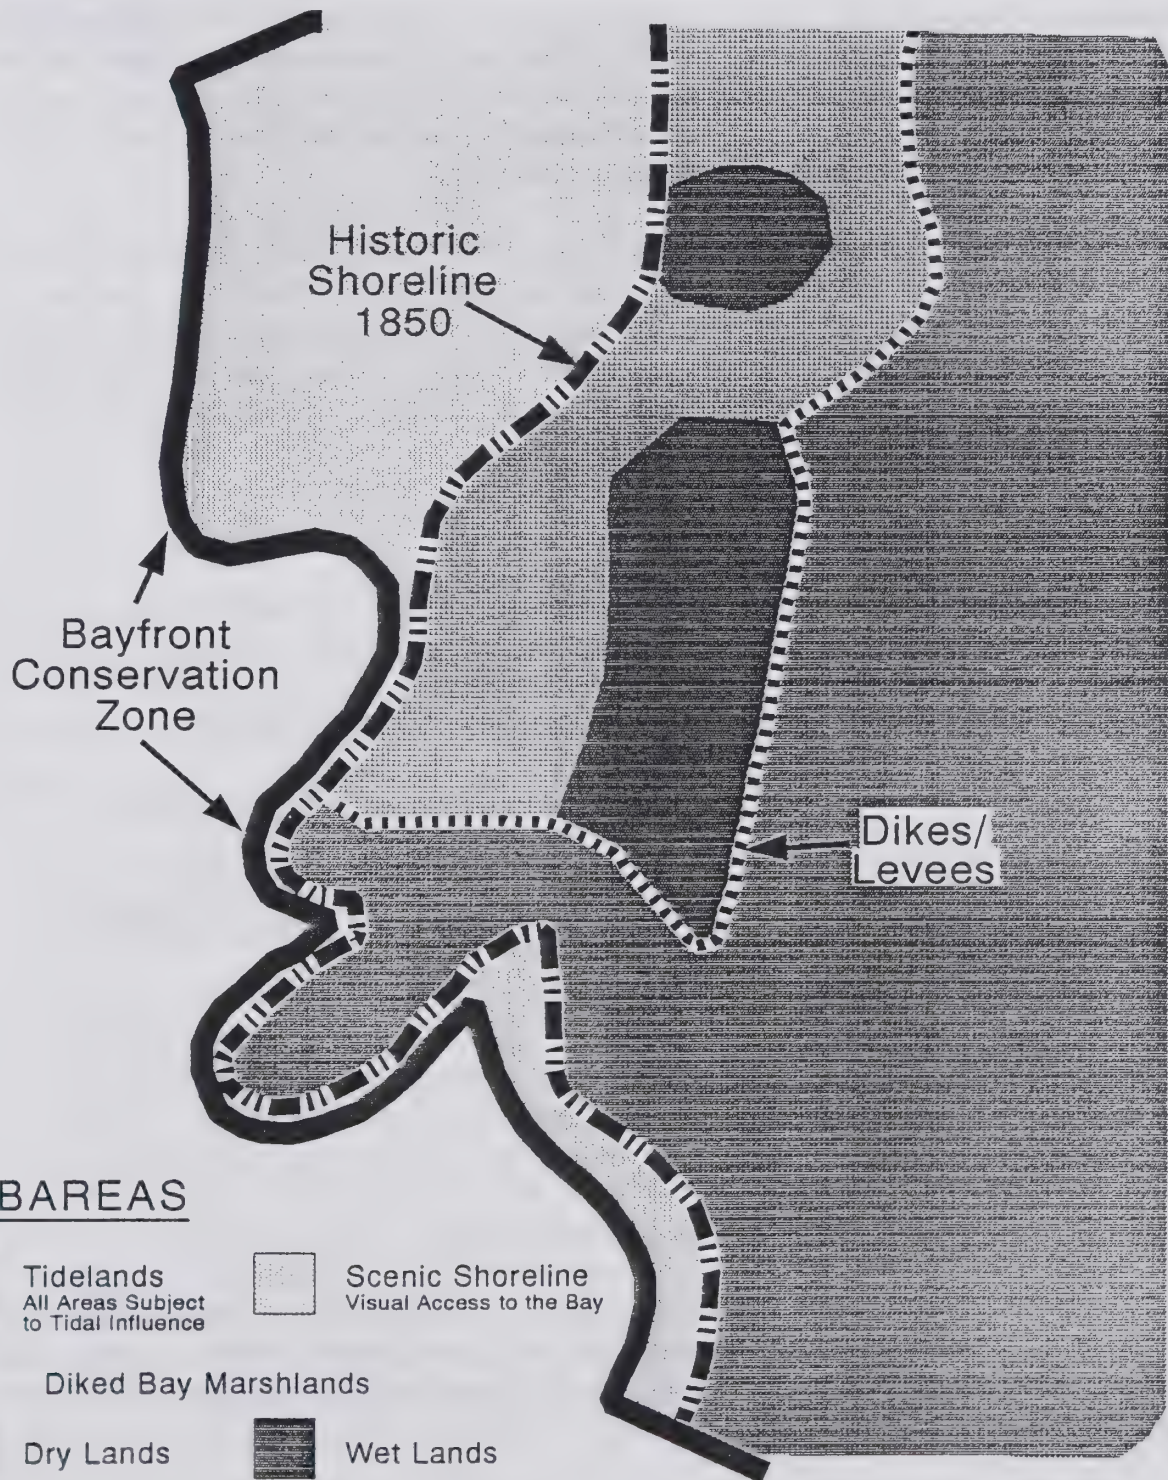 Historic
Shoreline
1850
Bayfront
Conservation
Zone
Dikes/
Levees
BAREAS
Tidelands
All Areas Subject
to Tidal Influence
Scenic Shoreline
Visual Access to the Bay
Diked Bay Marshlands
Dry Lands
Wet Lands